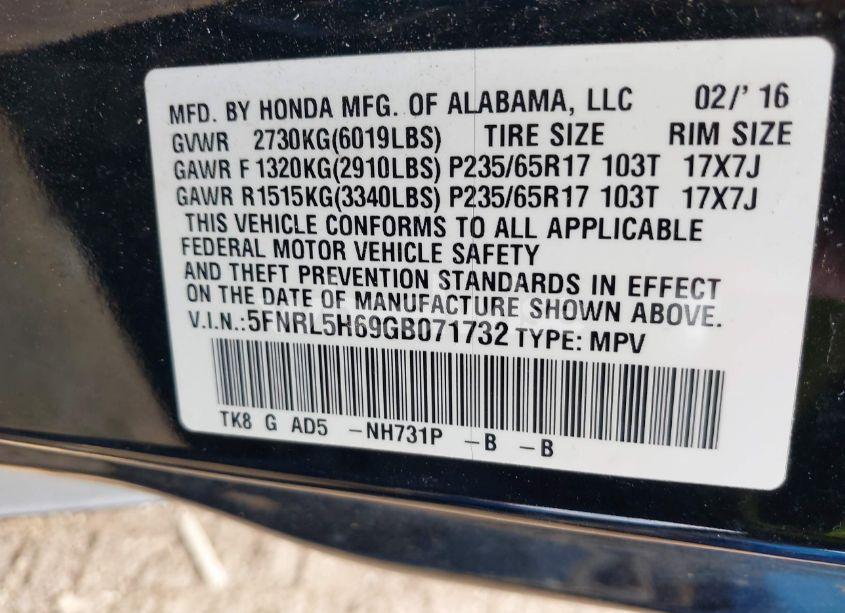 MFD. BY HONDA MFG. OF ALABAMA, LLC 02/' 16
GVWR 2730KG(6019LBS) TIRE SIZE RIM SIZE
GAWR F 1320KG(2910LBS) P235/65R17 103T 17X7J
GAWR R1515KG(3340LBS) P235/65R17 103T 17X7J
THIS VEHICLE CONFORMS TO ALL APPLICABLE
FEDERAL MOTOR VEHICLE SAFETY
AND THEFT PREVENTION STANDARDS IN EFFECT
ON THE DATE OF MANUFACTURE SHOWN ABOVE.
V.I.N.:5FNRL5H69GB071732 TYPE: MPV
TK8 G AD5 -NH731P -B -B